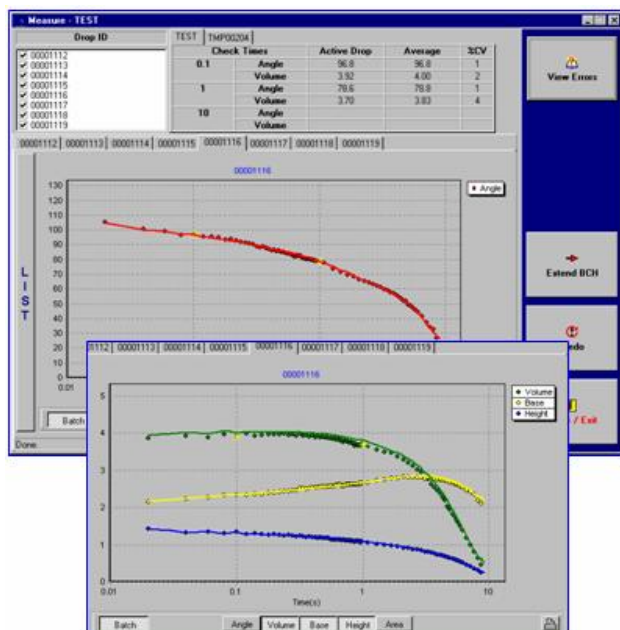 Measure - TEST
Drop ID
00001112
00001113
00001114
00001115
00001116
00001117
00001118
00001119
TEST TMP00204
Check Times Active Drop Average %CV
0.1 Angle 96.8 96.8 1
Volume 3.92 4.00 2
1 Angle 78.6 78.8 1
Volume 3.70 3.83 4
10 Angle
Volume
View Errors
00001112 00001113 00001114 00001115 00001116 00001117 00001118 00001119
00001116
Angle
130
120
110
100
90
80
70
60
50
40
30
20
10
0
0.01
LIST
Extend BCH
edo
/ Exit
Batch
Done
1112 00001113 00001114 00001115 00001116 00001117 00001118 00001119
00001116
Volume
Base
Height
5
4
3
2
1
0
0.01 0.1 1 10
Time(s)
Batch Angle Volume Base Height Area